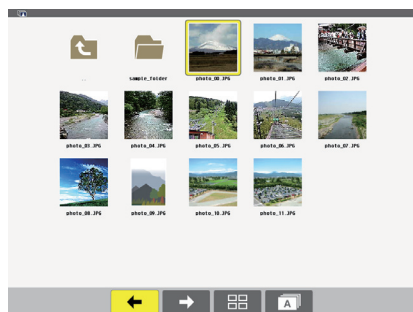 ..
sample_folder
photo_00.JPG
photo_01.JPG
photo_02.JPG
photo_03.JPG
photo_04.JPG
photo_05.JPG
photo_06.JPG
photo_07.JPG
photo_08.JPG
photo_09.JPG
photo_10.JPG
photo_11.JPG
A